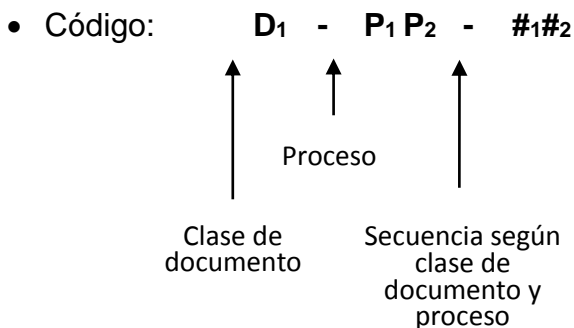 • Código: D1 - P1 P2 - #1#2
Proceso
Clase de
documento
Secuencia según
clase de
documento y
proceso